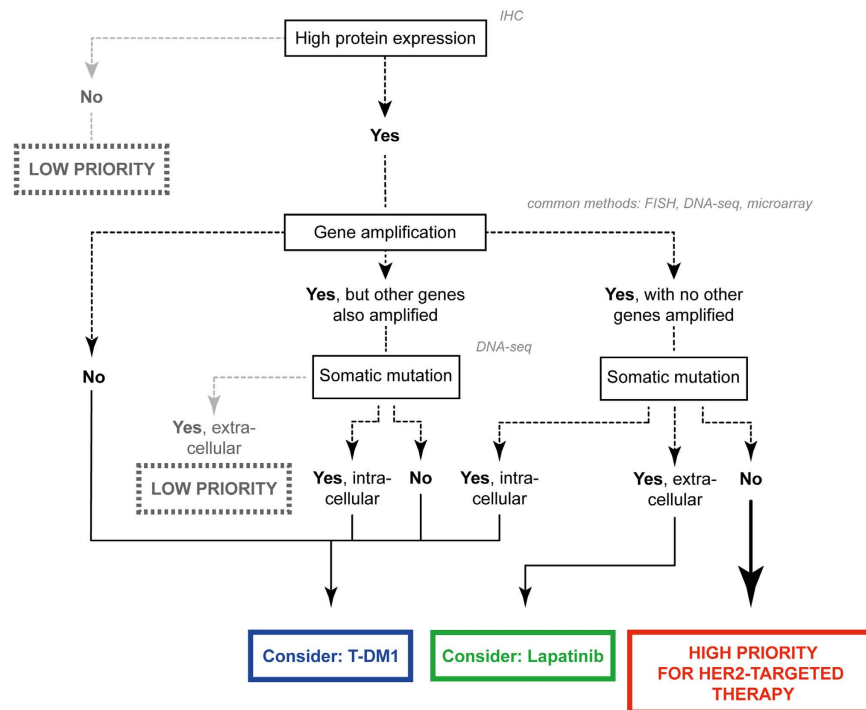 IHC
High protein expression
No
Yes
LOW PRIORITY
common methods: FISH, DNA-seq, microarray
Gene amplification
Yes, but other genes
also amplified
Yes, with no other
genes amplified
DNA-seq
No
Somatic mutation
Somatic mutation
Yes, extra-
cellular
LOW PRIORITY
Yes, intra-
cellular
No
Yes, intra-
cellular
Yes, extra-
cellular
No
Consider: T-DM1
Consider: Lapatinib
HIGH PRIORITY
FOR HER2-TARGETED
THERAPY